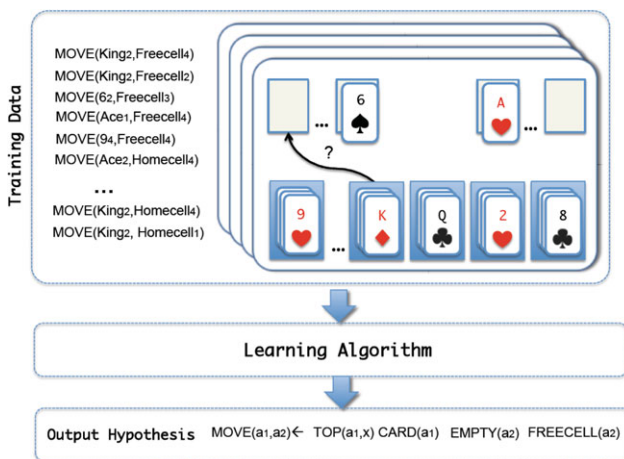 Training Data
MOVE(King2,Freecell4)
MOVE(King2,Freecell2)
MOVE(62,Freecell3)
MOVE(Ace1,Freecell4)
MOVE(94,Freecell4)
MOVE(Ace2,Homecell4)
...
MOVE(King2,Homecell4)
MOVE(King2, Homecell1)
... 6 A ...
?
9 ... K Q 2 8
Learning Algorithm
Output Hypothesis MOVE(a1,a2)← TOP(a1,x) CARD(a1) EMPTY(a2) FREECELL(a2)